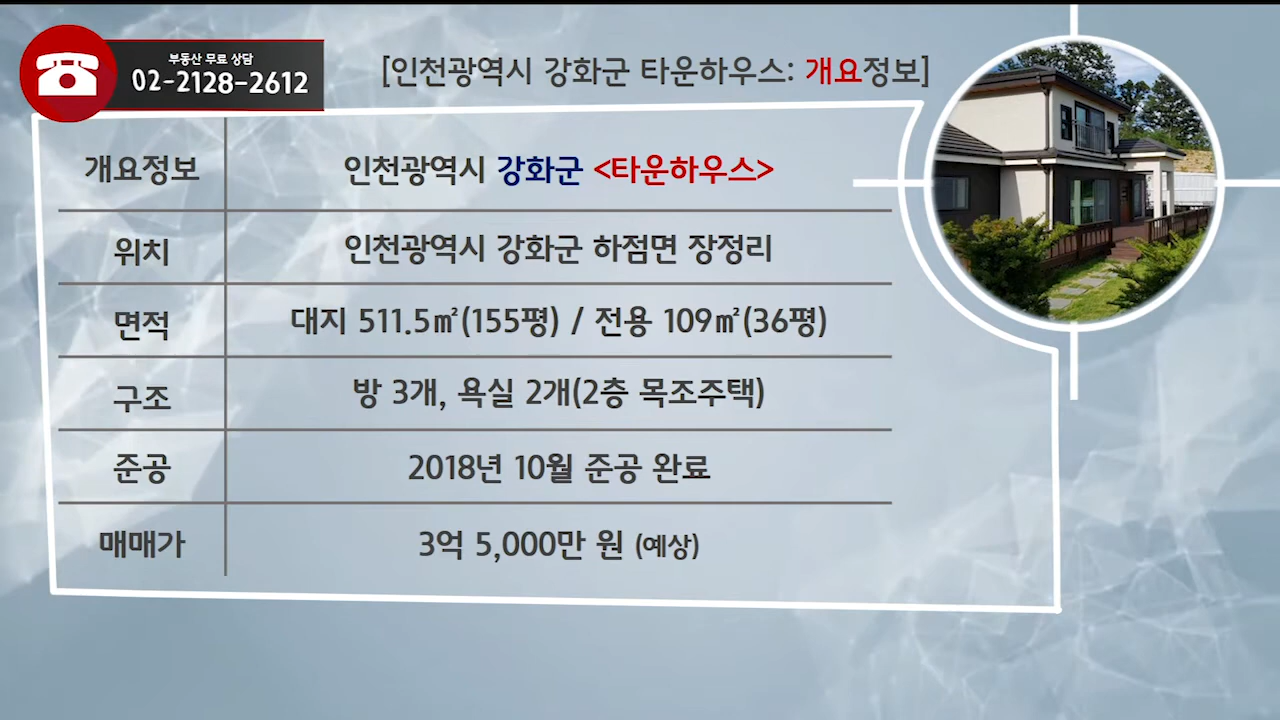 부동산 무료 상담
02-2128-2612
[인천광역시 강화군 타운하우스: 개요정보]
개요정보 인천광역시 강화군 <타운하우스>
위치 인천광역시 강화군 하점면 장정리
면적 대지 511.5㎡(155평) / 전용 109㎡(36평)
구조 방 3개, 욕실 2개(2층 목조주택)
준공 2018년 10월 준공 완료
매매가 3억 5,000만 원 (예상)